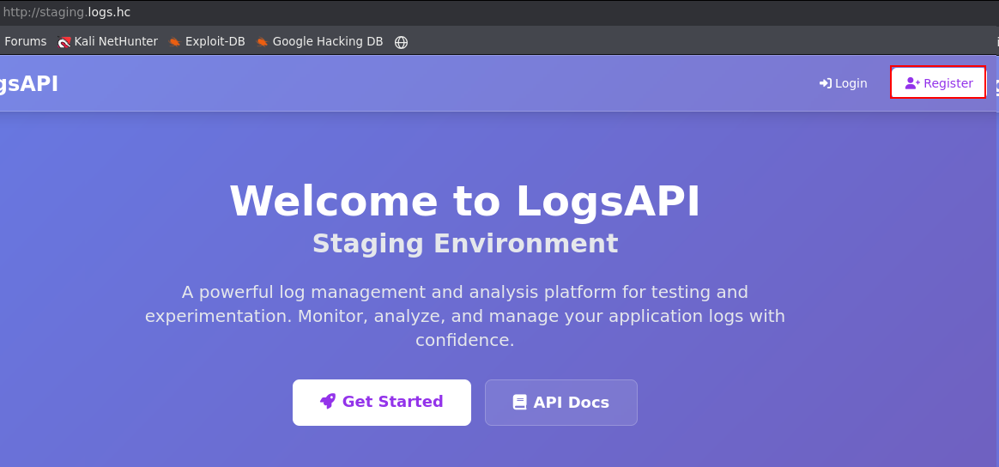 http://staging.logs.hc
Forums Kali NetHunter Exploit-DB Google Hacking DB
gsAPI Login Register
Welcome to LogsAPI
Staging Environment
A powerful log management and analysis platform for testing and
experimentation. Monitor, analyze, and manage your application logs with
confidence.
Get Started API Docs